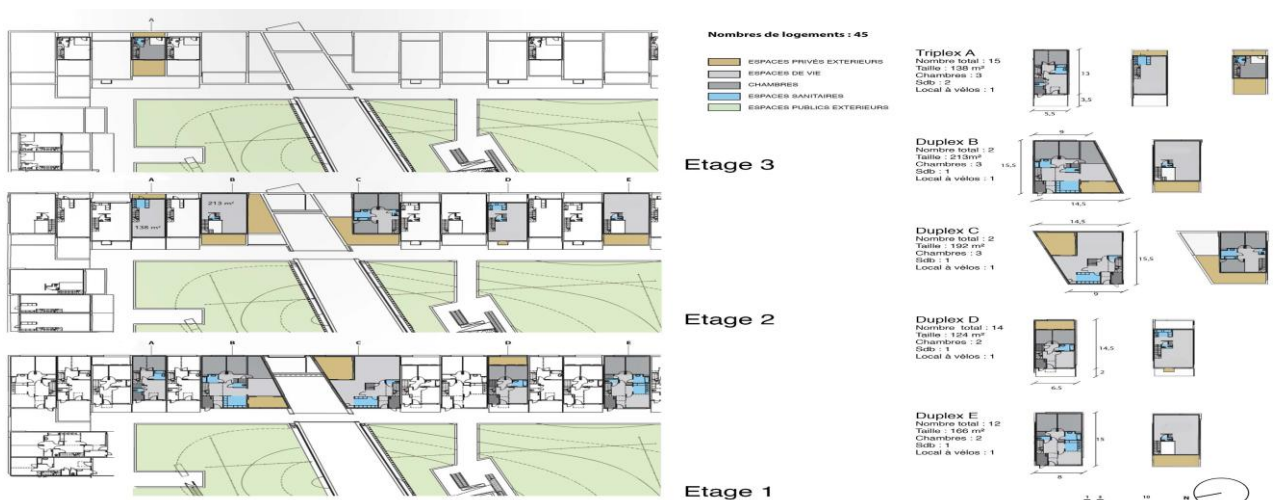 A
Etage 3
A
B
C
D
E
213 m²
138 m²
Etage 2
A
B
C
D
E
Etage 1
Nombres de logements : 45
ESPACES PRIVÉS EXTERIEURS
ESPACES DE VIE
CHAMBRES
ESPACES SANITAIRES
ESPACES PUBLICS EXTERIEURS
Triplex A
Nombre total : 15
Taille : 138 m²
Chambres : 3
Sdb : 2
Local à vélos : 1
13
3,5
5,5
Duplex B
Nombre total : 2
Taille : 213m²
Chambres : 3
Sdb : 1
Local à vélos : 1
9
15,5
14,5
Duplex C
Nombre total : 2
Taille : 192 m²
Chambres : 3
Sdb : 1
Local à vélos : 1
14,5
15,5
9
Duplex D
Nombre total : 14
Taille : 124 m²
Chambres : 2
Sdb : 1
Local à vélos : 1
14,5
2
6,5
Duplex E
Nombre total : 12
Taille : 166 m²
Chambres : 2
Sdb : 1
Local à vélos : 1
15
8
1 2 10
N